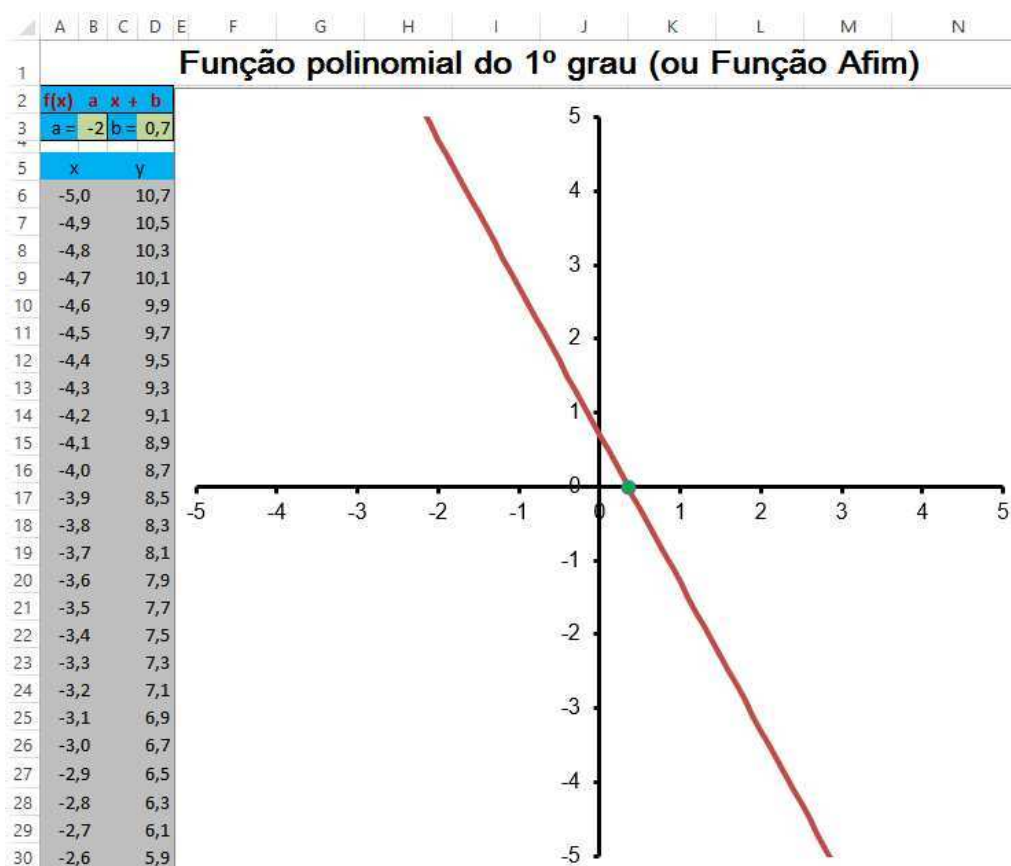 A B C D E F G H I J K L M N
1 Função polinomial do 1º grau (ou Função Afim)
2 f(x) a x + b
3 a = -2 b = 0,7
4
5 x y
6 -5,0 10,7
7 -4,9 10,5
8 -4,8 10,3
9 -4,7 10,1
10 -4,6 9,9
11 -4,5 9,7
12 -4,4 9,5
13 -4,3 9,3
14 -4,2 9,1
15 -4,1 8,9
16 -4,0 8,7
17 -3,9 8,5
18 -3,8 8,3
19 -3,7 8,1
20 -3,6 7,9
21 -3,5 7,7
22 -3,4 7,5
23 -3,3 7,3
24 -3,2 7,1
25 -3,1 6,9
26 -3,0 6,7
27 -2,9 6,5
28 -2,8 6,3
29 -2,7 6,1
30 -2,6 5,9
5
4
3
2
1
0
-5 -4 -3 -2 -1 0 1 2 3 4 5
-1
-2
-3
-4
-5